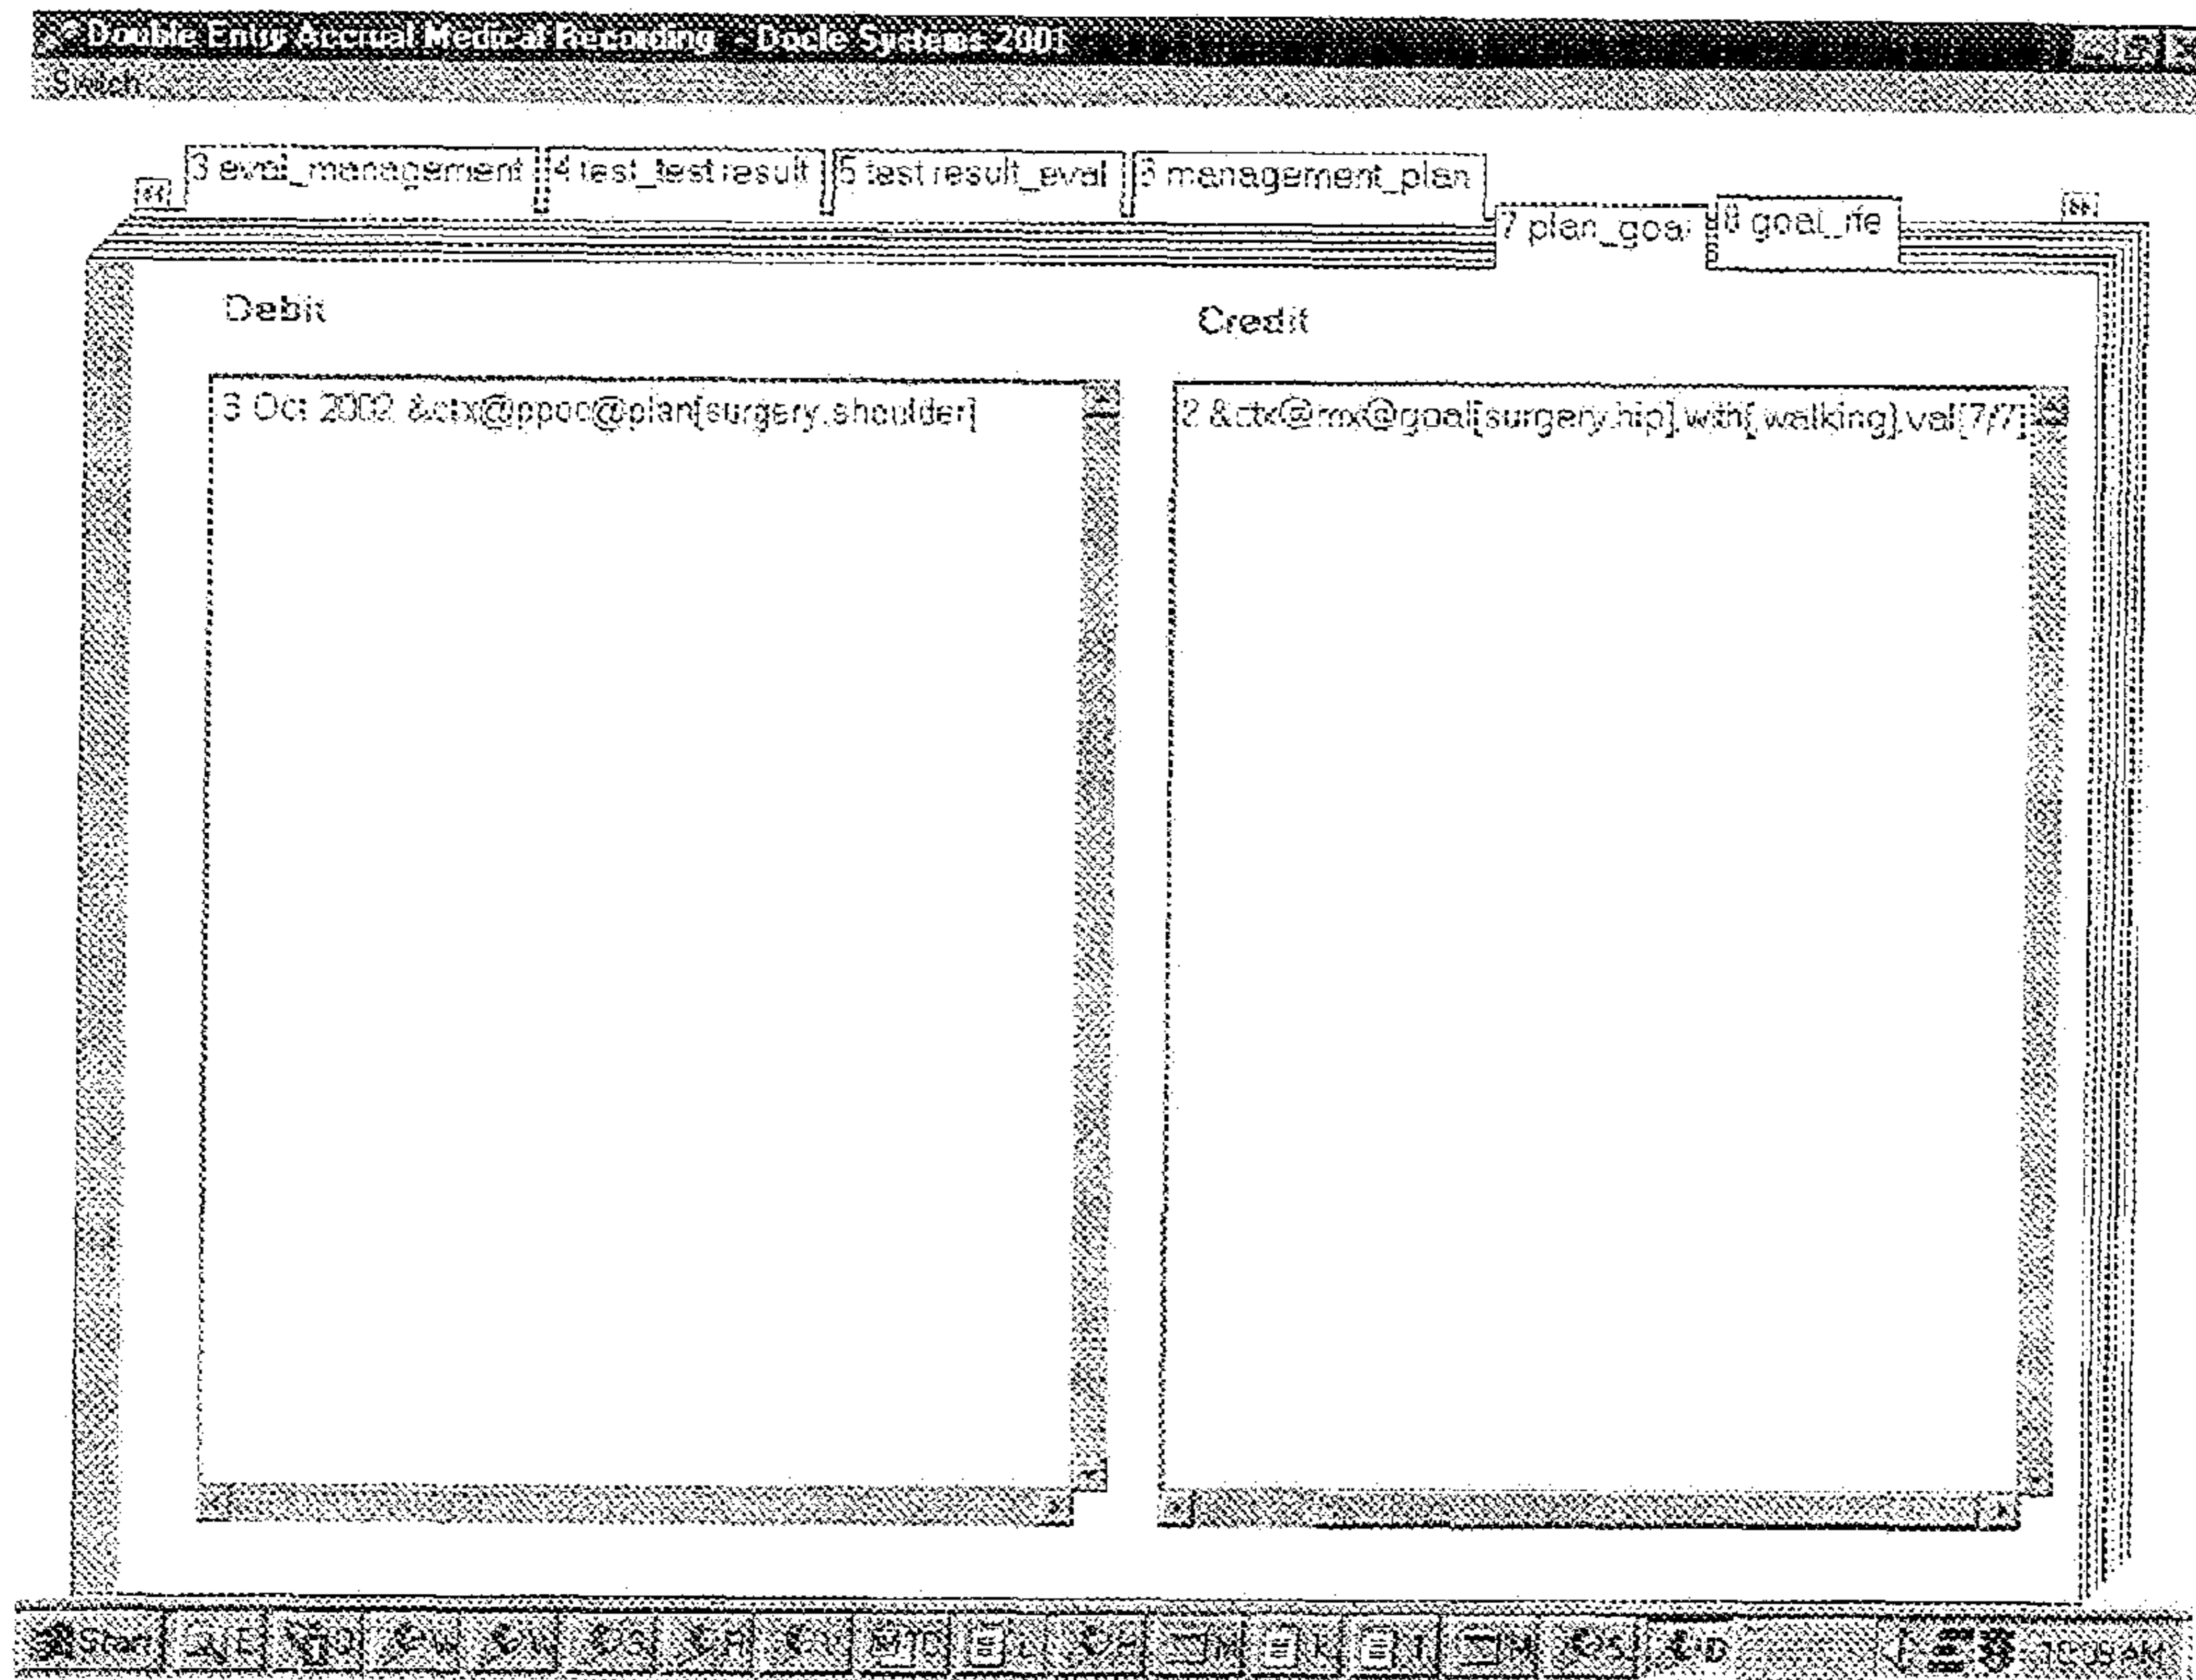 Double Entry Accrual Medical Recording - Docle Systems 2001
Switch
3 eval_management
4 test_test result
5 test result_eval
6 management_plan
7 plan_goal
8 goal_rfe
Debit
Credit
3 Oct 2002 &ctx@ppoc@plan[surgery.shoulder]
2 &ctx@mx@goal[surgery.hip],with[walking],val[7/7]
Start